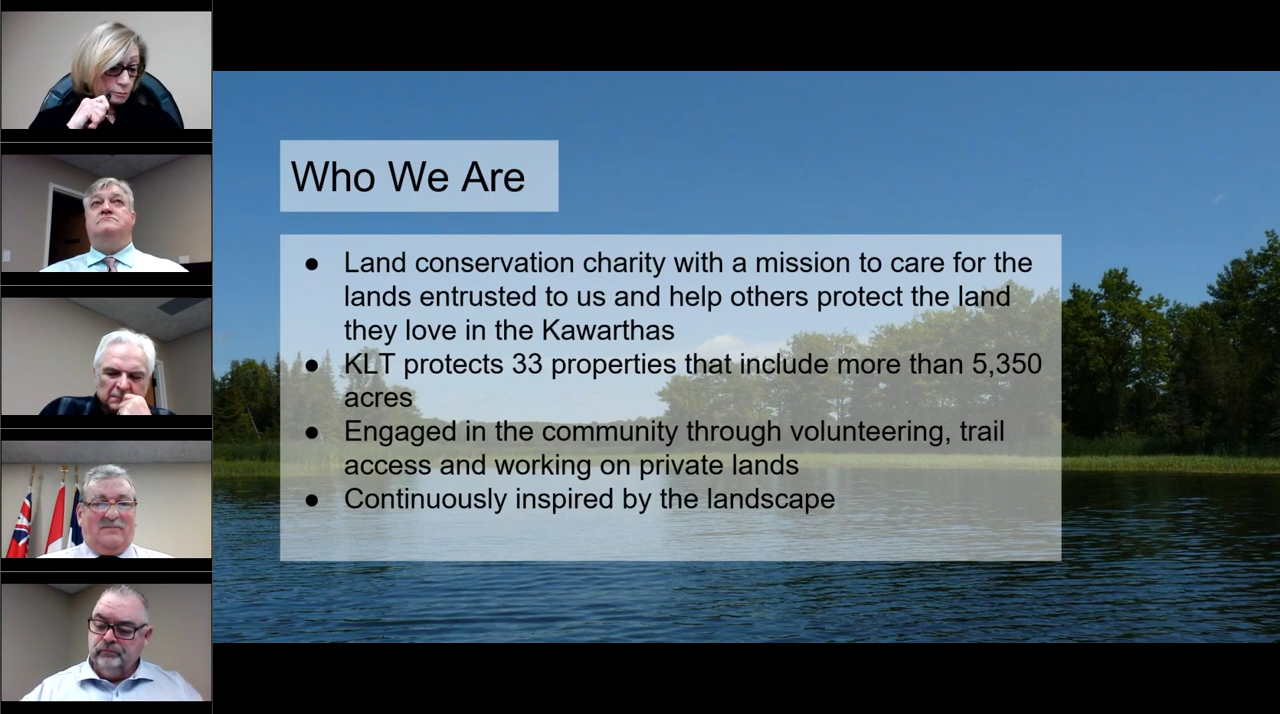 Who We Are
● Land conservation charity with a mission to care for the
lands entrusted to us and help others protect the land
they love in the Kawarthas
● KLT protects 33 properties that include more than 5,350
acres
● Engaged in the community through volunteering, trail
access and working on private lands
● Continuously inspired by the landscape